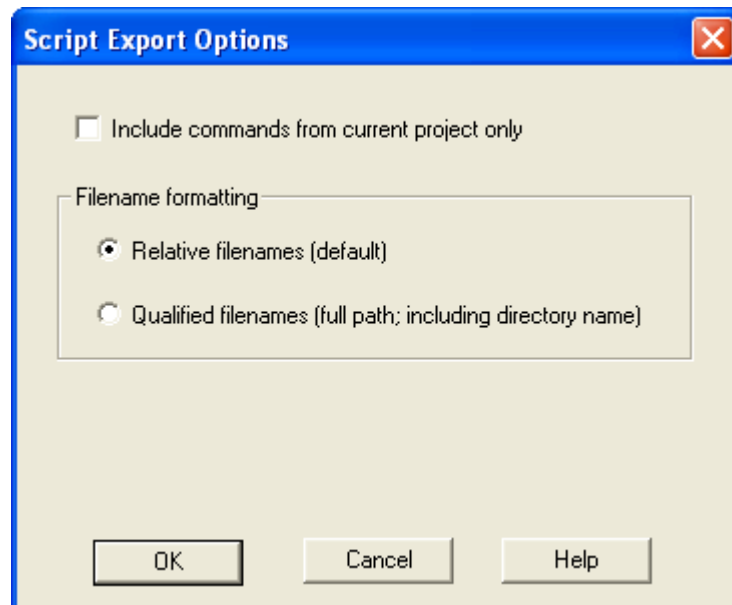 Script Export Options
Include commands from current project only
Filename formatting
Relative filenames (default)
Qualified filenames (full path; including directory name)
OK Cancel Help